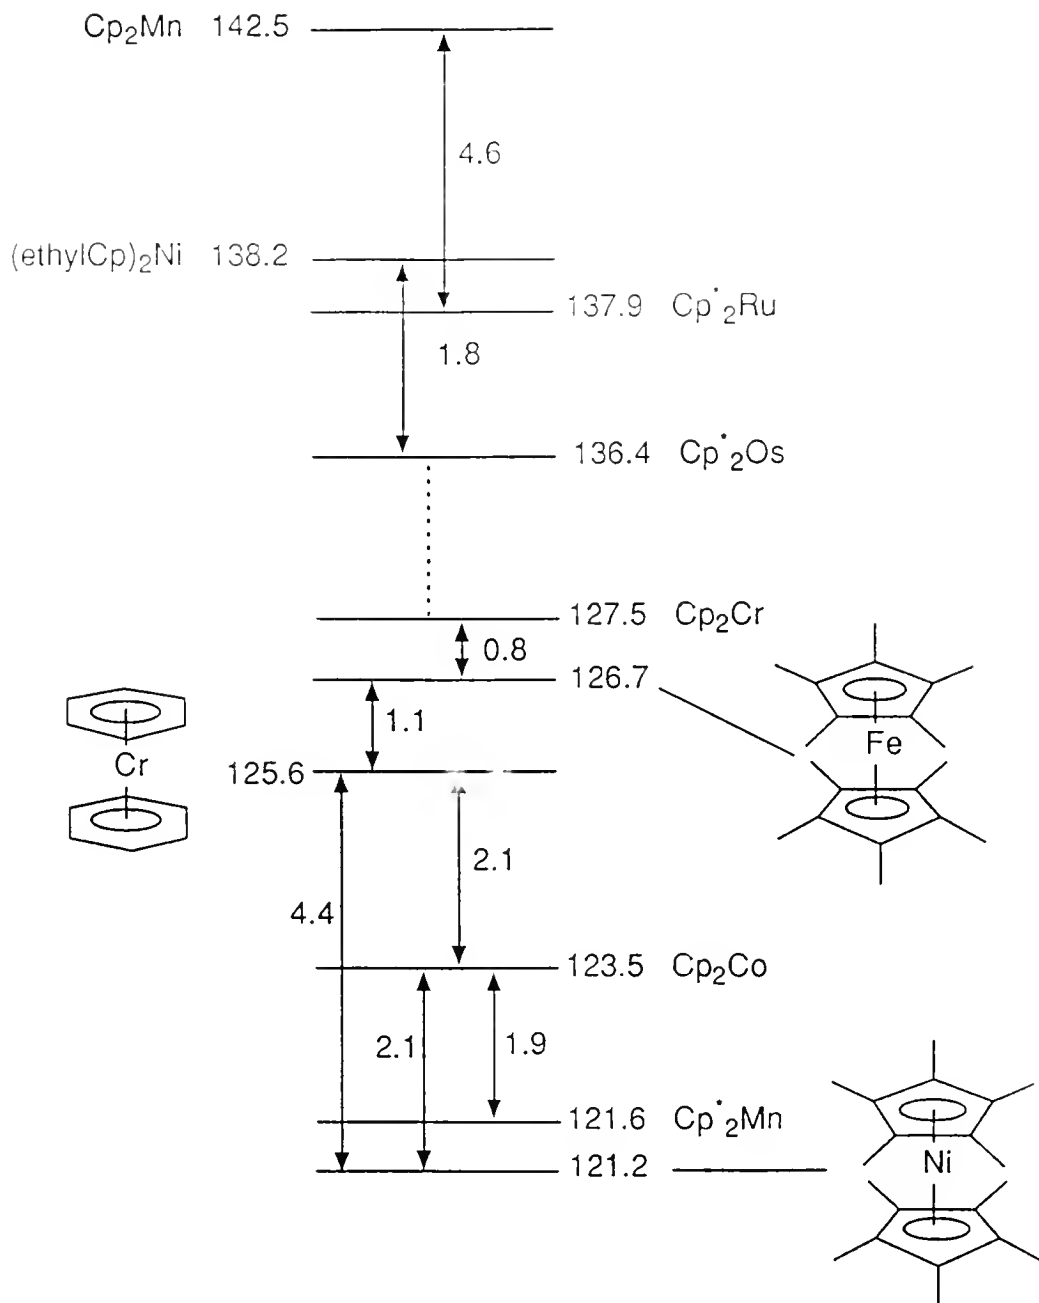 Cp₂Mn 142.5
4.6
(ethylCp)₂Ni 138.2
137.9 Cp*₂Ru
1.8
136.4 Cp*₂Os
127.5 Cp₂Cr
0.8
126.7
1.1
Fe
Cr
125.6
2.1
4.4
123.5 Cp₂Co
1.9
2.1
121.6 Cp*₂Mn
121.2
Ni